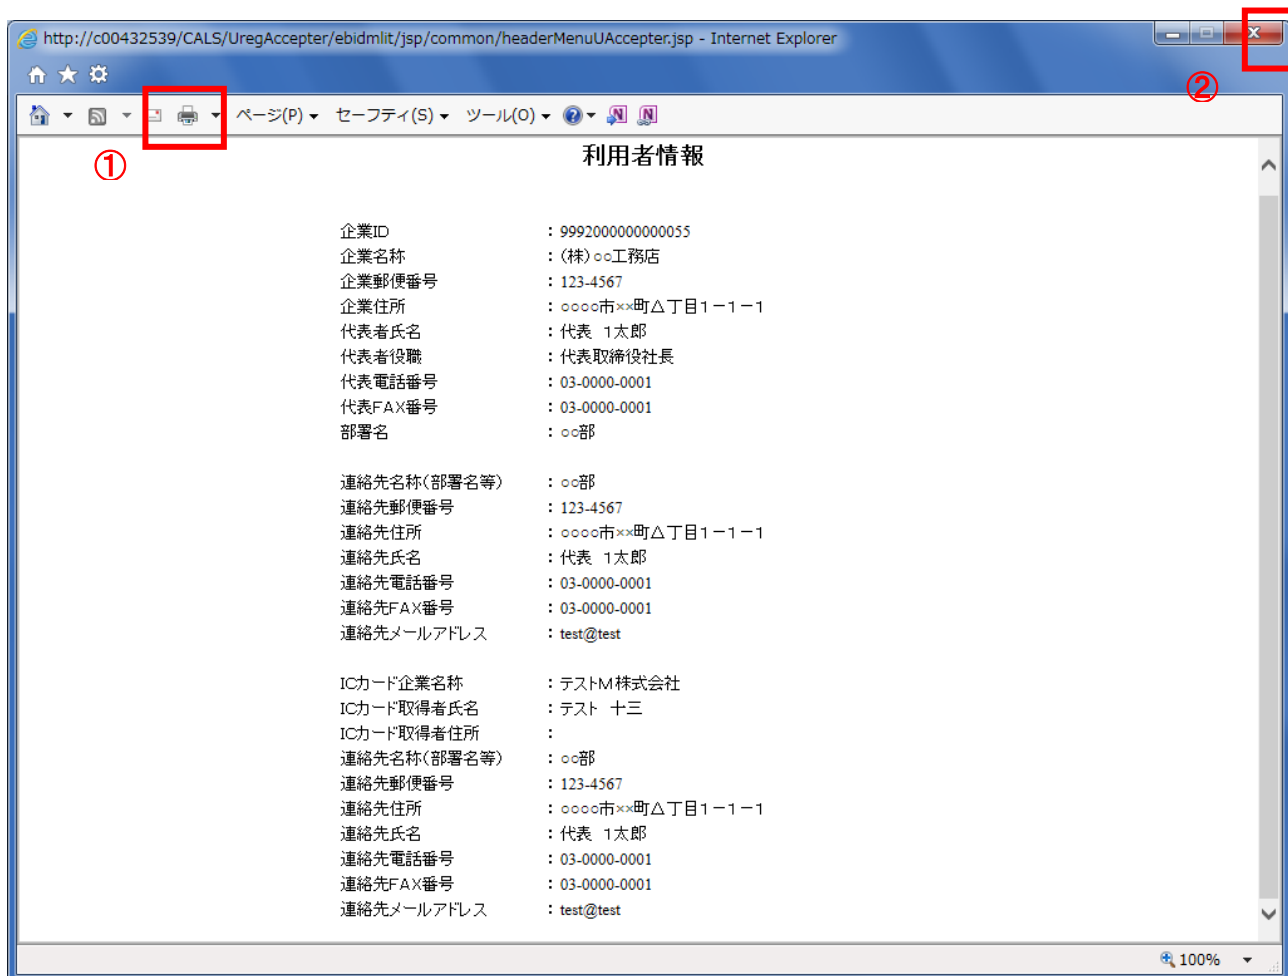 http://c00432539/CALS/UregAccepter/ebidmlit/jsp/common/headerMenuUAccepter.jsp - Internet Explorer
②
ページ(P) セーフティ(S) ツール(O)
①
利用者情報
企業ID : 9992000000000055
企業名称 : (株)○○工務店
企業郵便番号 : 123-4567
企業住所 : ○○○○市××町△丁目1-1-1
代表者氏名 : 代表 1太郎
代表者役職 : 代表取締役社長
代表電話番号 : 03-0000-0001
代表FAX番号 : 03-0000-0001
部署名 : ○○部
連絡先名称(部署名等) : ○○部
連絡先郵便番号 : 123-4567
連絡先住所 : ○○○○市××町△丁目1-1-1
連絡先氏名 : 代表 1太郎
連絡先電話番号 : 03-0000-0001
連絡先FAX番号 : 03-0000-0001
連絡先メールアドレス : test@test
ICカード企業名称 : テストM株式会社
ICカード取得者氏名 : テスト 十三
ICカード取得者住所 :
連絡先名称(部署名等) : ○○部
連絡先郵便番号 : 123-4567
連絡先住所 : ○○○○市××町△丁目1-1-1
連絡先氏名 : 代表 1太郎
連絡先電話番号 : 03-0000-0001
連絡先FAX番号 : 03-0000-0001
連絡先メールアドレス : test@test
100%